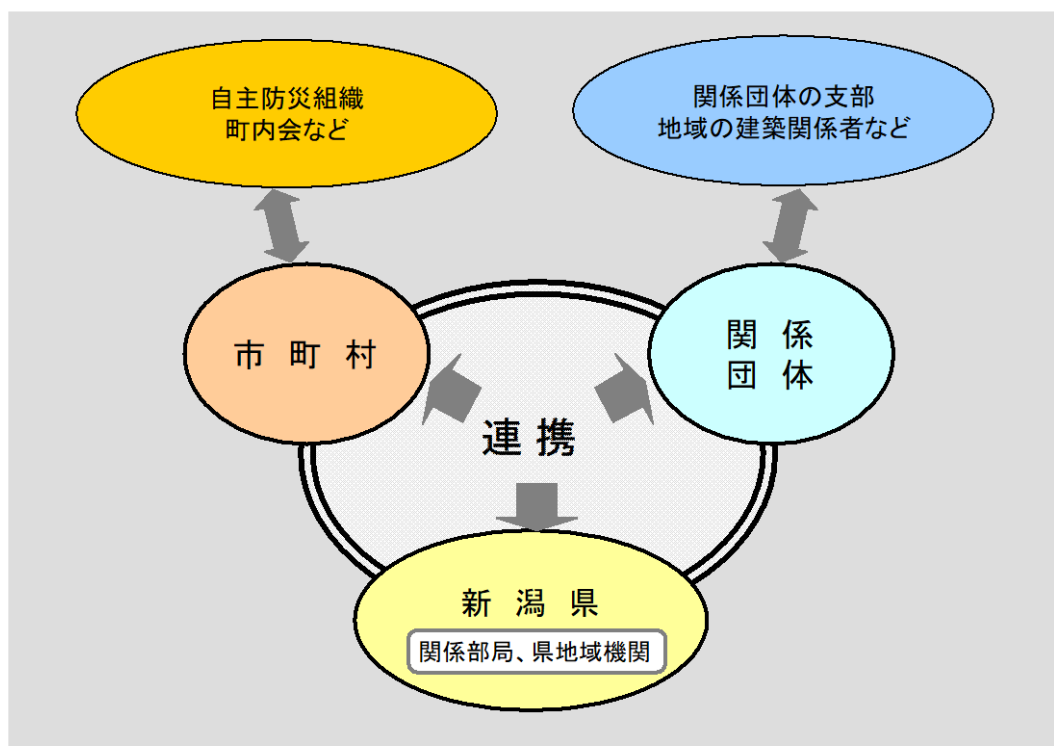 自主防災組織
町内会など
関係団体の支部
地域の建築関係者など
市 町 村
関 係
団 体
連 携
新 潟 県
関係部局、県地域機関